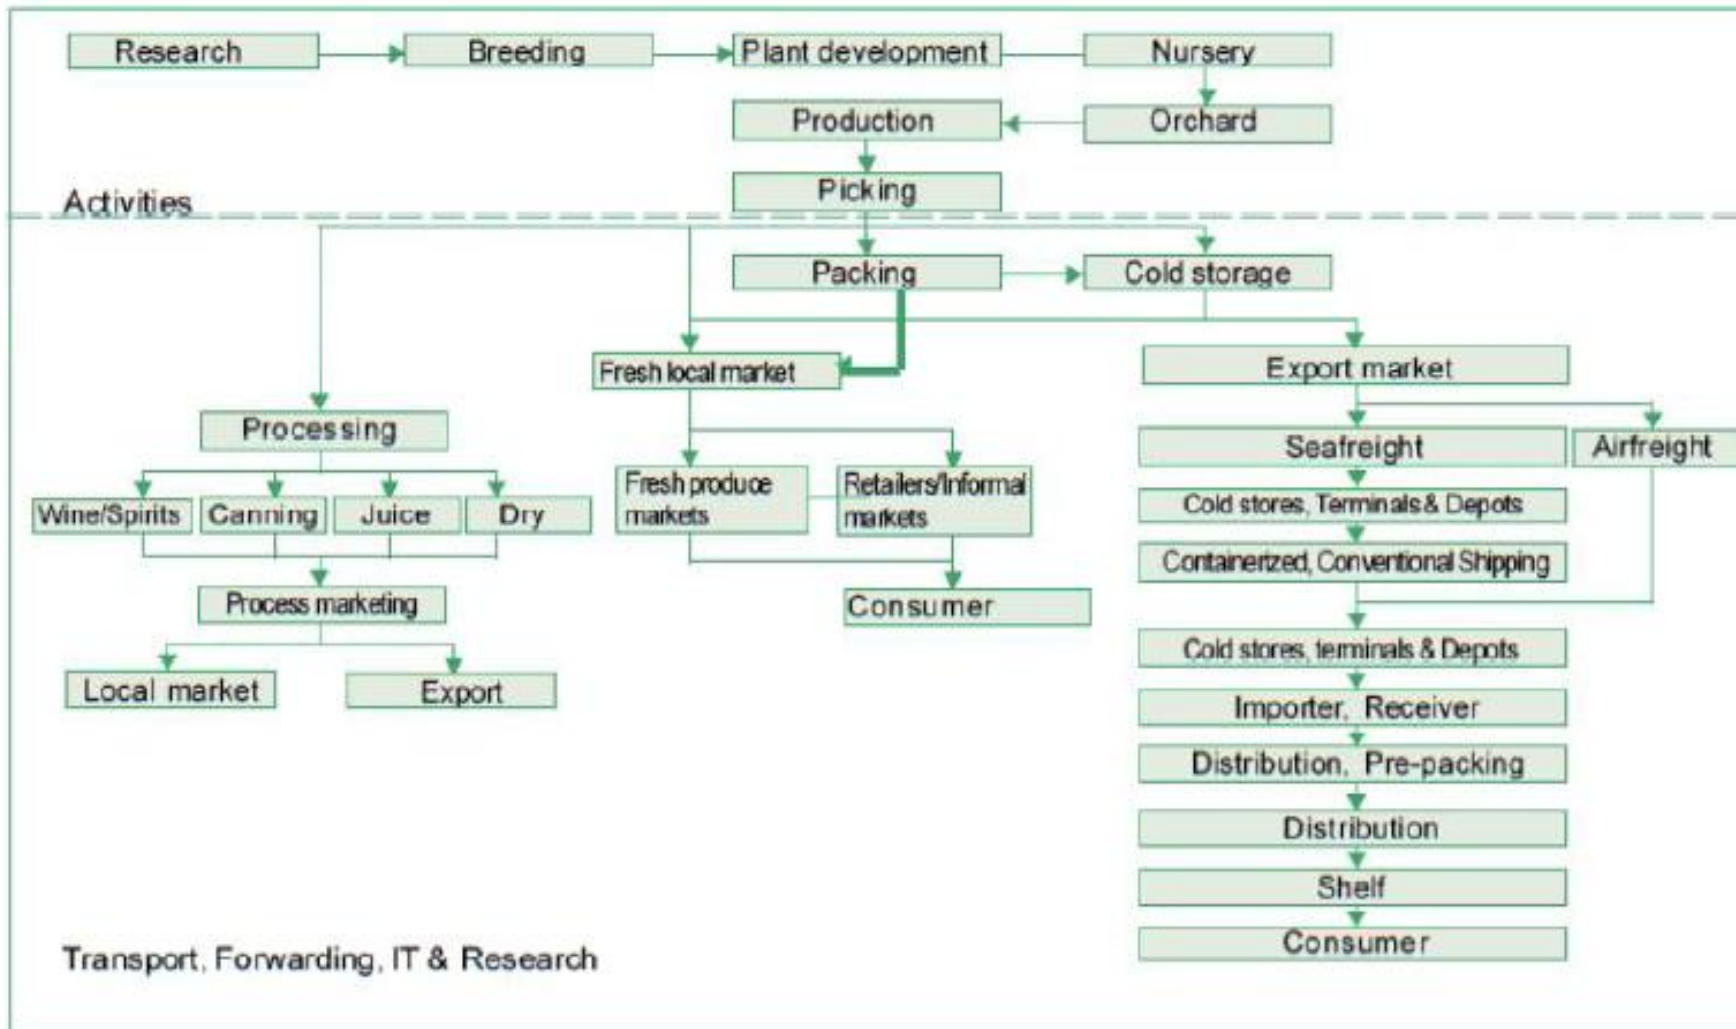 Research
Breeding
Plant development
Nursery
Production
Orchard
Picking
Activities
Packing
Cold storage
Fresh local market
Export market
Processing
Seafreight
Airfreight
Fresh produce
markets
Retailers/Informal
markets
Wine/Spirits
Canning
Juice
Dry
Cold stores, Terminals & Depots
Containerized, Conventional Shipping
Process marketing
Consumer
Cold stores, terminals & Depots
Local market
Export
Importer, Receiver
Distribution, Pre-packing
Distribution
Shelf
Consumer
Transport, Forwarding, IT & Research